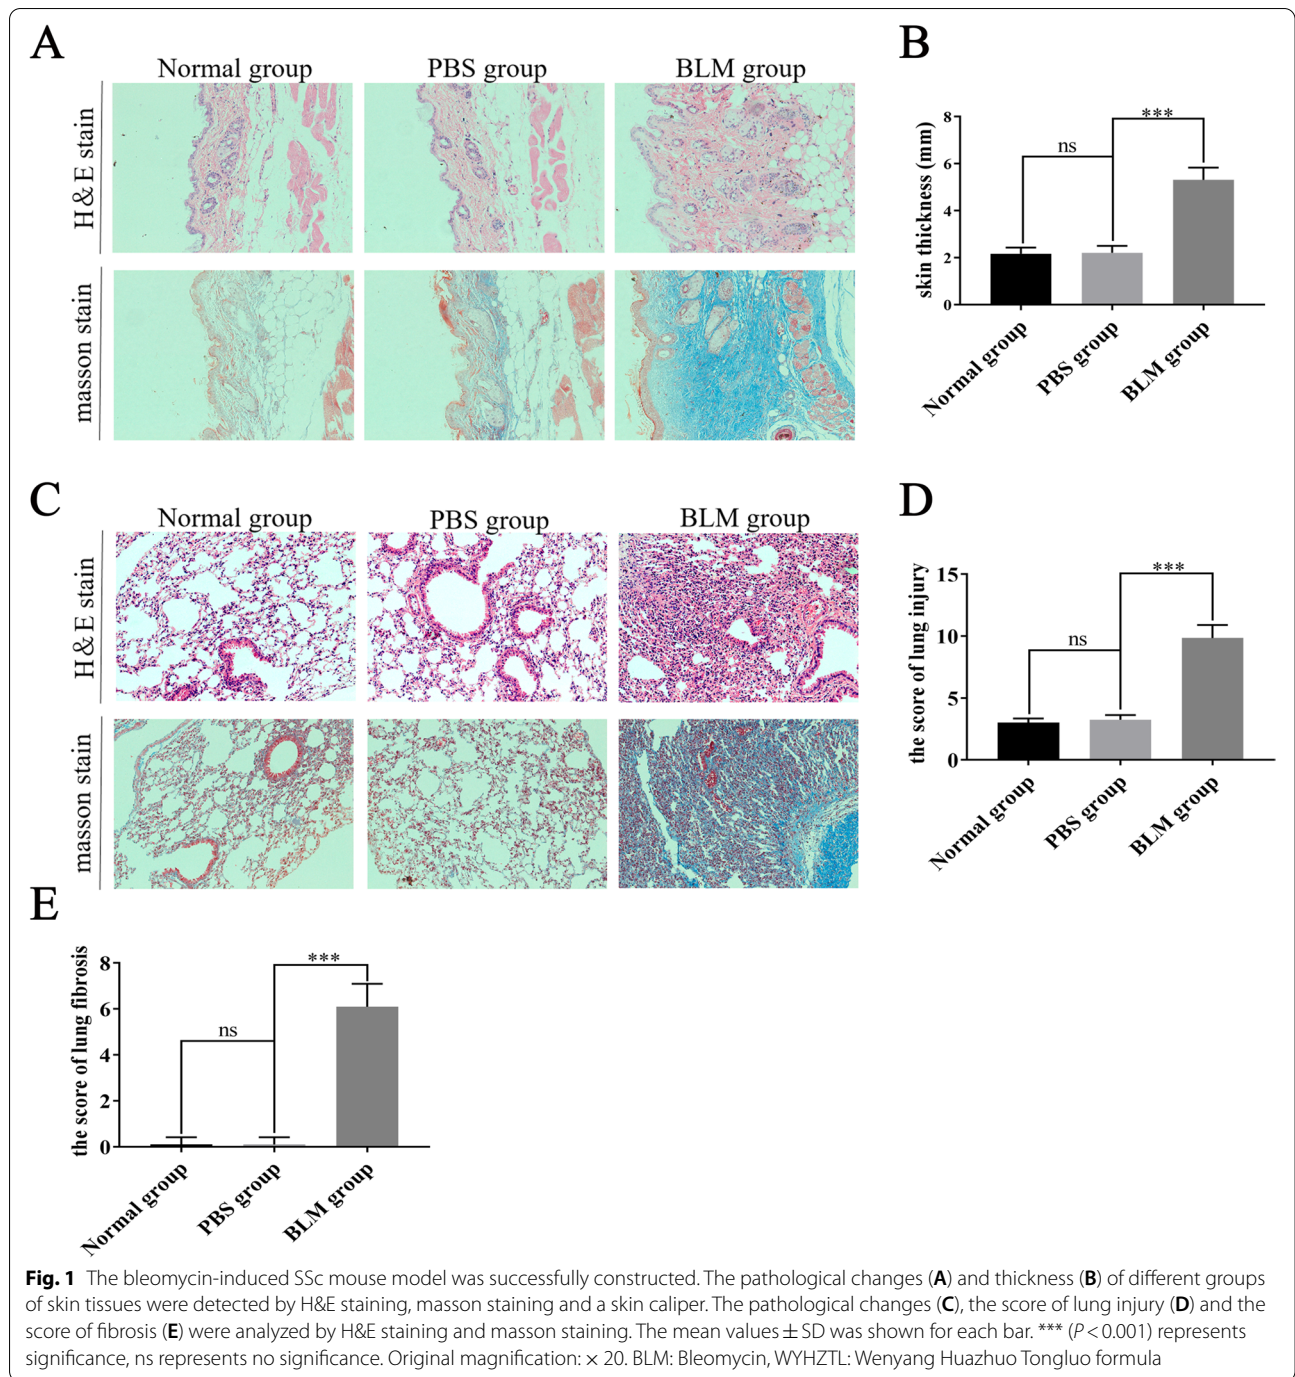 A
Normal group
PBS group
BLM group
H&E stain
masson stain
B
skin thickness (mm)
8
6
4
2
0
ns
***
Normal group
PBS group
BLM group
C
Normal group
PBS group
BLM group
H&E stain
masson stain
D
the score of lung injury
15
10
5
0
ns
***
Normal group
PBS group
BLM group
E
the score of lung fibrosis
8
6
4
2
0
ns
***
Normal group
PBS group
BLM group
Fig. 1 The bleomycin-induced SSc mouse model was successfully constructed. The pathological changes (A) and thickness (B) of different groups
of skin tissues were detected by H&E staining, masson staining and a skin caliper. The pathological changes (C), the score of lung injury (D) and the
score of fibrosis (E) were analyzed by H&E staining and masson staining. The mean values ± SD was shown for each bar. *** (P < 0.001) represents
significance, ns represents no significance. Original magnification: × 20. BLM: Bleomycin, WYHZTL: Wenyang Huazhuo Tongluo formula